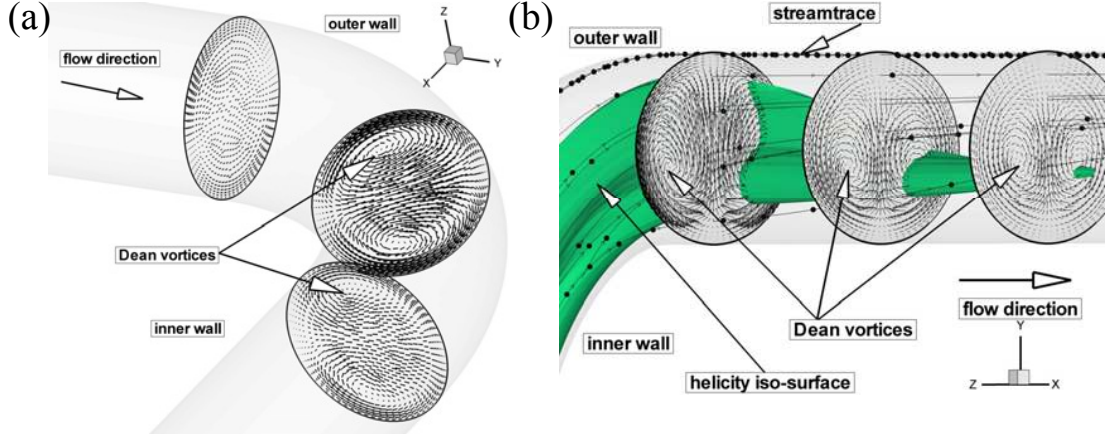 (a)
outer wall
flow direction
Z
Y
X
Dean vortices
inner wall
(b)
streamtrace
outer wall
flow direction
Dean vortices
inner wall
helicity iso-surface
Y
Z
X